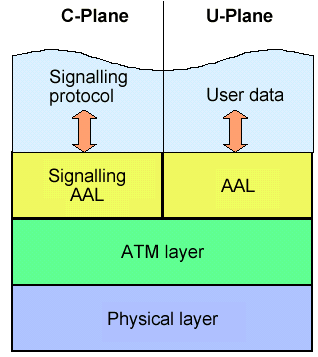 C-Plane U-Plane
Signalling
protocol
User data
Signalling
AAL
AAL
ATM layer
Physical layer